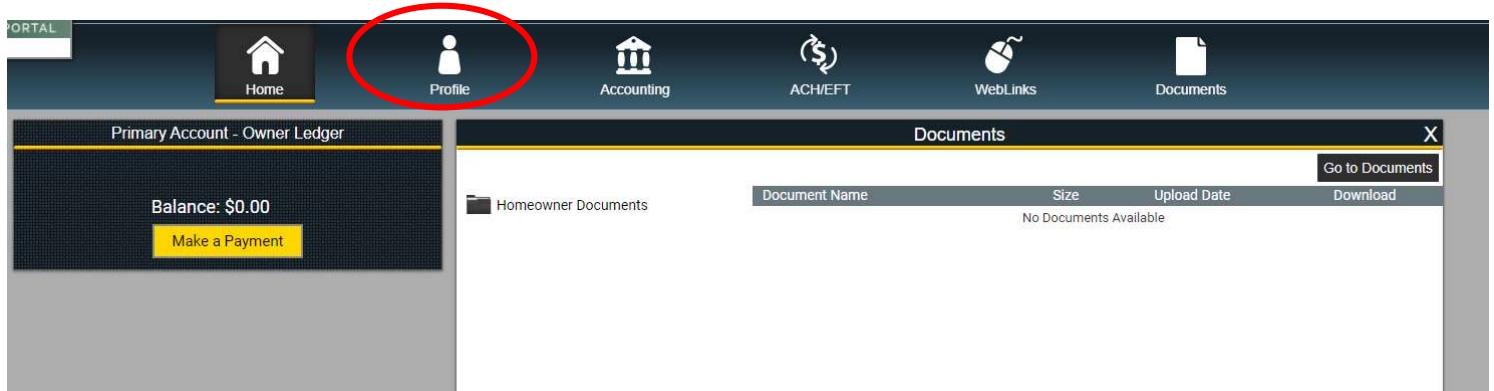 PORTAL
Home
Profile
Accounting
ACH/EFT
WebLinks
Documents
Primary Account - Owner Ledger
Balance: $0.00
Make a Payment
Documents X
Go to Documents
Homeowner Documents
Document Name Size Upload Date Download
No Documents Available